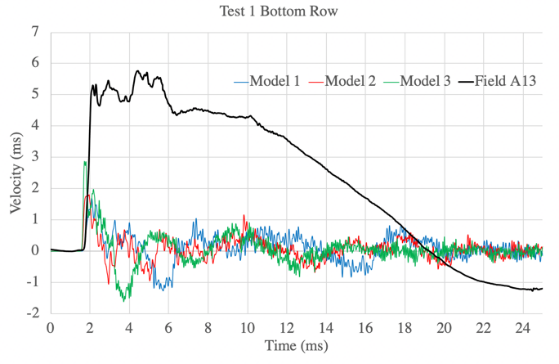 Test 1 Bottom Row
7
6
5
4
3
2
1
0
-1
-2
Velocity (ms)
Model 1 Model 2 Model 3 Field A13
0 2 4 6 8 10 12 14 16 18 20 22 24
Time (ms)